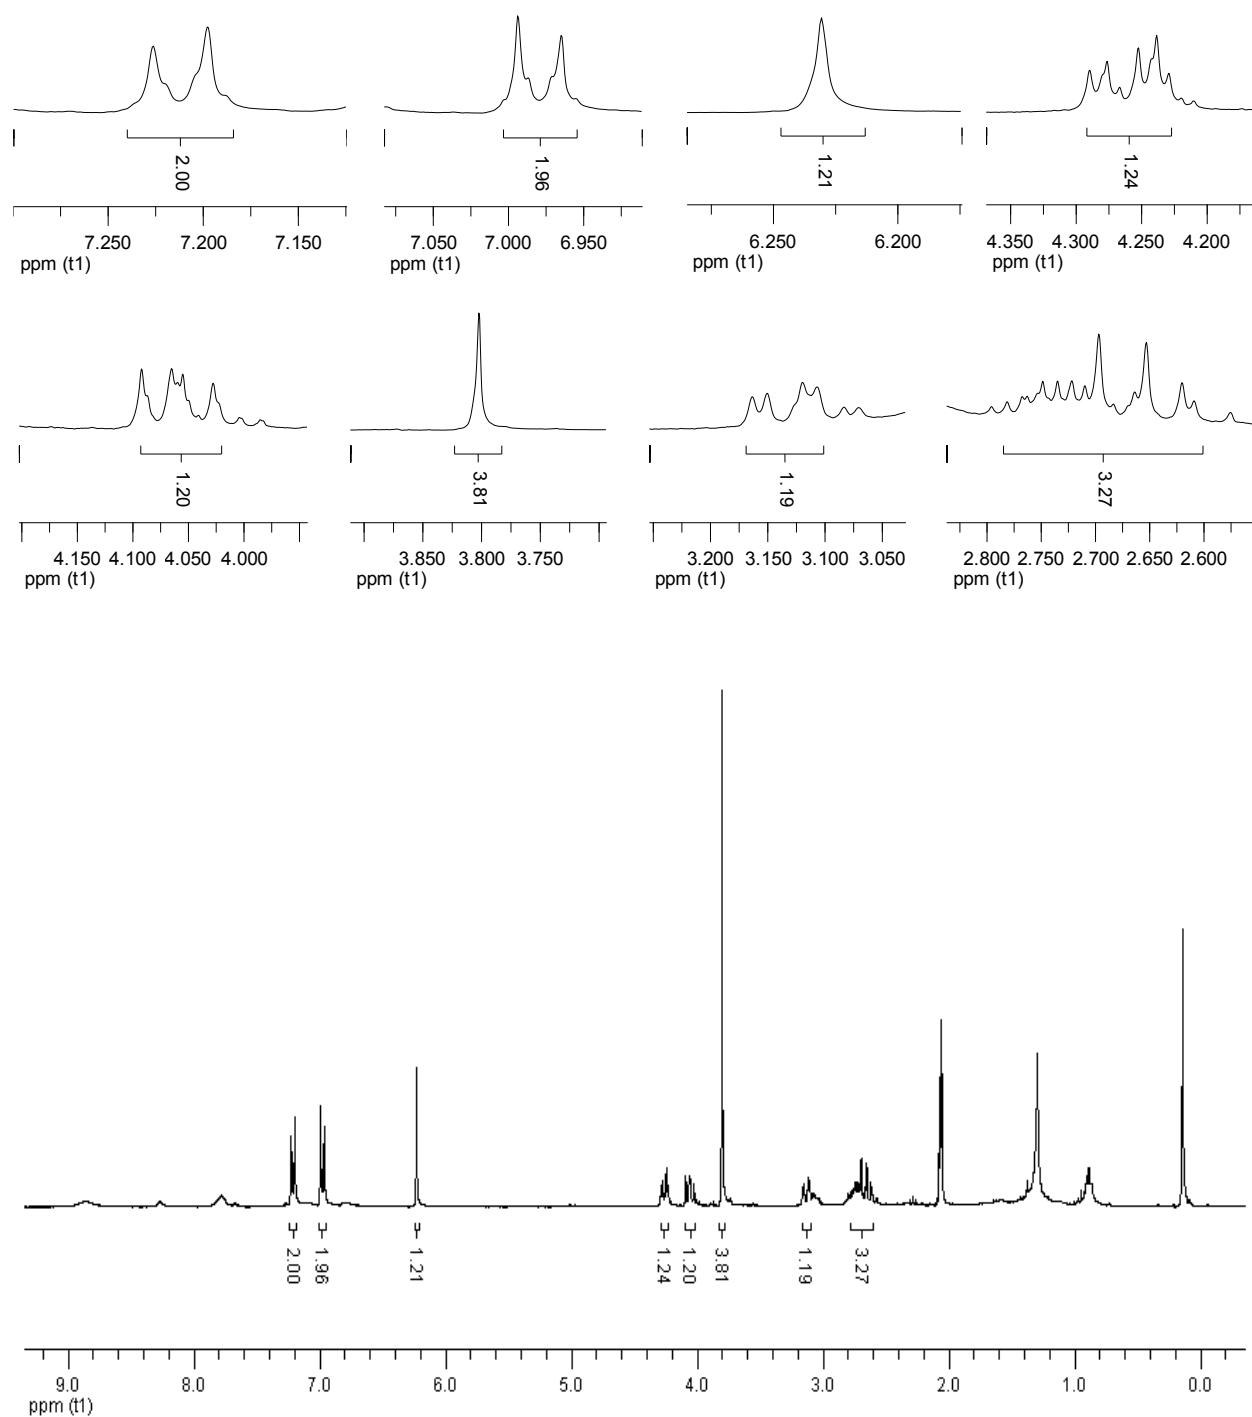 2.00
7.250 7.200 7.150
ppm (t1)
1.96
7.050 7.000 6.950
ppm (t1)
1.21
6.250 6.200
ppm (t1)
1.24
4.350 4.300 4.250 4.200
ppm (t1)
1.20
4.150 4.100 4.050 4.000
ppm (t1)
3.81
3.850 3.800 3.750
ppm (t1)
1.19
3.200 3.150 3.100 3.050
ppm (t1)
3.27
2.800 2.750 2.700 2.650 2.600
ppm (t1)
2.00 1.96 1.21 1.24 1.20 3.81 1.19 3.27
9.0 8.0 7.0 6.0 5.0 4.0 3.0 2.0 1.0 0.0
ppm (t1)